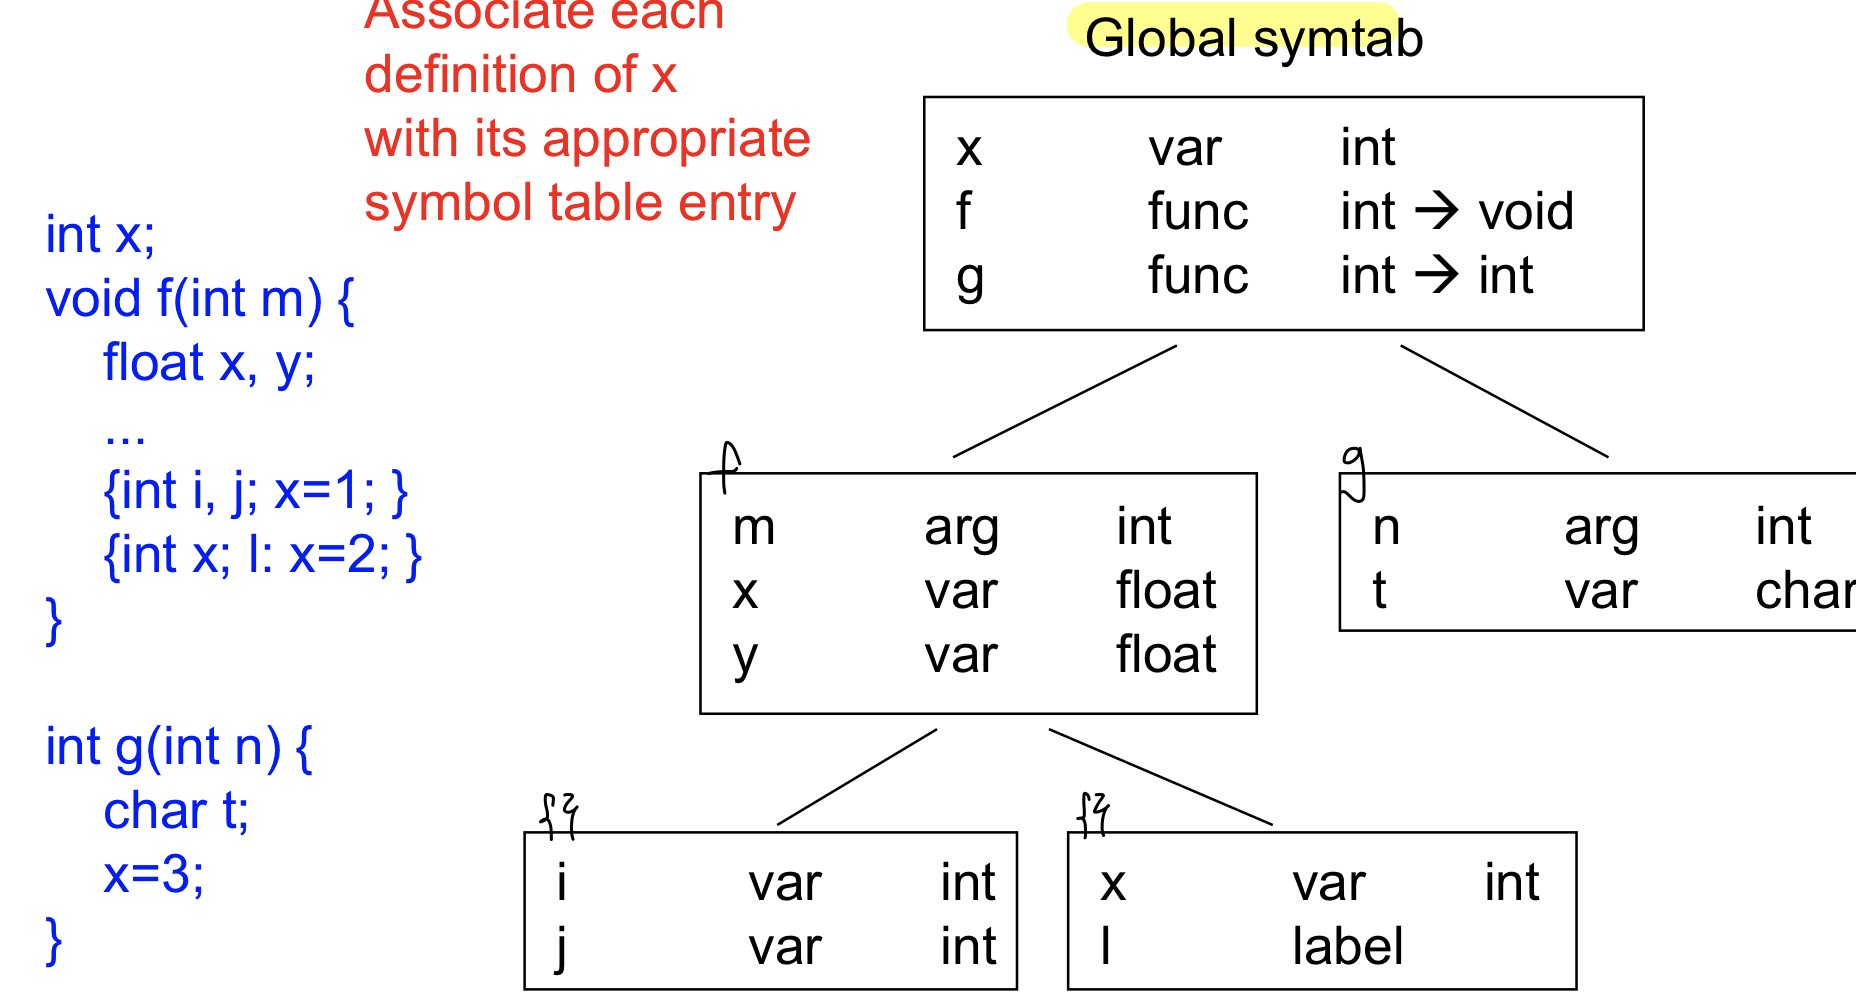 Associate each
definition of x
with its appropriate
symbol table entry
int x;
void f(int m) {
float x, y;
...
{int i, j; x=1; }
{int x; l: x=2; }
}
int g(int n) {
char t;
x=3;
}
Global symtab
x var int
f func int → void
g func int → int
f
m arg int
x var float
y var float
g
n arg int
t var char
{}
i var int
j var int
{}
x var int
l label